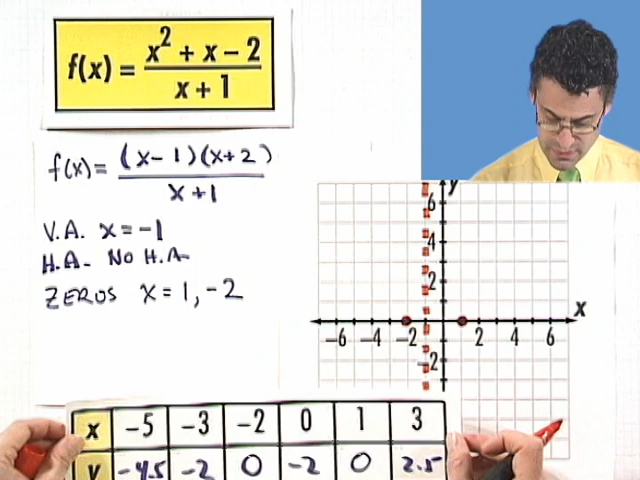 f(x) = x² + x − 2 / x + 1
f(x) = (x − 1)(x + 2) / x + 1
V.A. x = −1
H.A. NO H.A.
ZEROS x = 1, −2
y
6
4
2
−6 −4 −2 2 4 6 x
−2
x −5 −3 −2 0 1 3
y −4.5 −2 0 −2 0 2.5